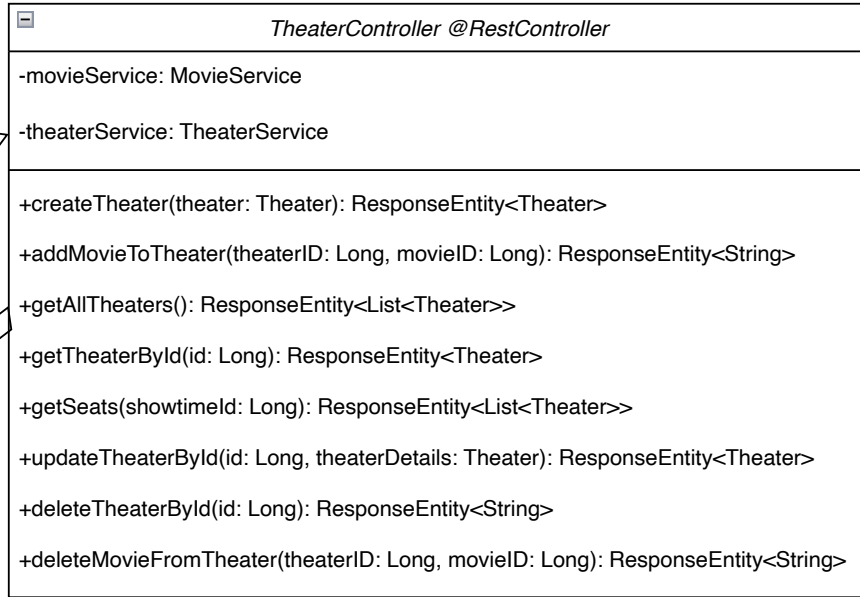 TheaterController @RestController
-movieService: MovieService
-theaterService: TheaterService
+createTheater(theater: Theater): ResponseEntity<Theater>
+addMovieToTheater(theaterID: Long, movieID: Long): ResponseEntity<String>
+getAllTheaters(): ResponseEntity<List<Theater>>
+getTheaterById(id: Long): ResponseEntity<Theater>
+getSeats(showtimeId: Long): ResponseEntity<List<Theater>>
+updateTheaterById(id: Long, theaterDetails: Theater): ResponseEntity<Theater>
+deleteTheaterById(id: Long): ResponseEntity<String>
+deleteMovieFromTheater(theaterID: Long, movieID: Long): ResponseEntity<String>